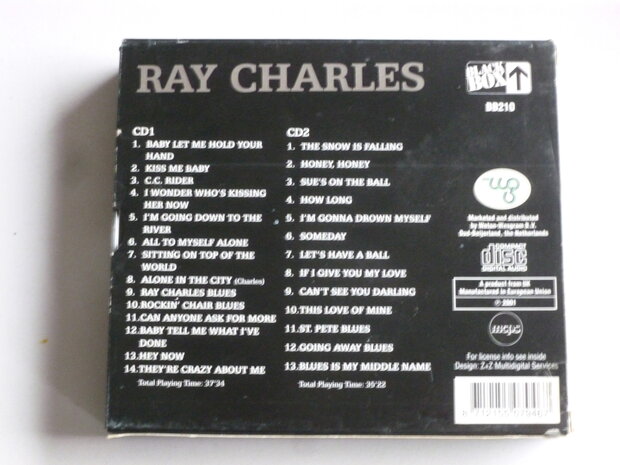 RAY CHARLES
BLACK BOX
BB210
CD1
1. BABY LET ME HOLD YOUR
HAND
2. KISS ME BABY
3. C.C. RIDER
4. I WONDER WHO'S KISSING
HER NOW
5. I'M GOING DOWN TO THE
RIVER
6. ALL TO MYSELF ALONE
7. SITTING ON TOP OF THE
WORLD
8. ALONE IN THE CITY (Charles)
9. RAY CHARLES BLUES
10.ROCKIN' CHAIR BLUES
11.CAN ANYONE ASK FOR MORE
12.BABY TELL ME WHAT I'VE
DONE
13.HEY NOW
14.THEY'RE CRAZY ABOUT ME
Total Playing Time: 37'34
CD2
1. THE SNOW IS FALLING
2. HONEY, HONEY
3. SUE'S ON THE BALL
4. HOW LONG
5. I'M GONNA DROWN MYSELF
6. SOMEDAY
7. LET'S HAVE A BALL
8. IF I GIVE YOU MY LOVE
9. CAN'T SEE YOU DARLING
10.THIS LOVE OF MINE
11.ST. PETE BLUES
12.GOING AWAY BLUES
13.BLUES IS MY MIDDLE NAME
Total Playing Time: 35'22
Marketed and distributed
by Weton-Wesgram B.V.
Oud-Beijerland, the Netherlands
COMPACT
disc
DIGITAL AUDIO
A product from UK
Manufactured in European Union
℗ 2001
mcps
For license info see inside
Design: Z+Z Multidigital Services